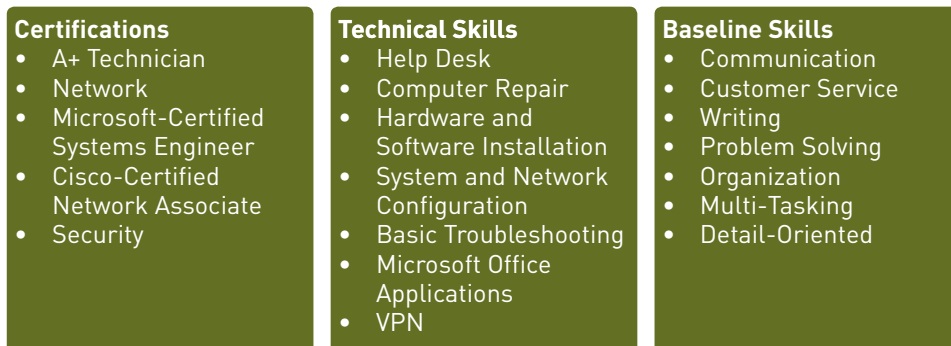 Certifications
• A+ Technician
• Network
• Microsoft-Certified
Systems Engineer
• Cisco-Certified
Network Associate
• Security
Technical Skills
• Help Desk
• Computer Repair
• Hardware and
Software Installation
• System and Network
Configuration
• Basic Troubleshooting
• Microsoft Office
Applications
• VPN
Baseline Skills
• Communication
• Customer Service
• Writing
• Problem Solving
• Organization
• Multi-Tasking
• Detail-Oriented